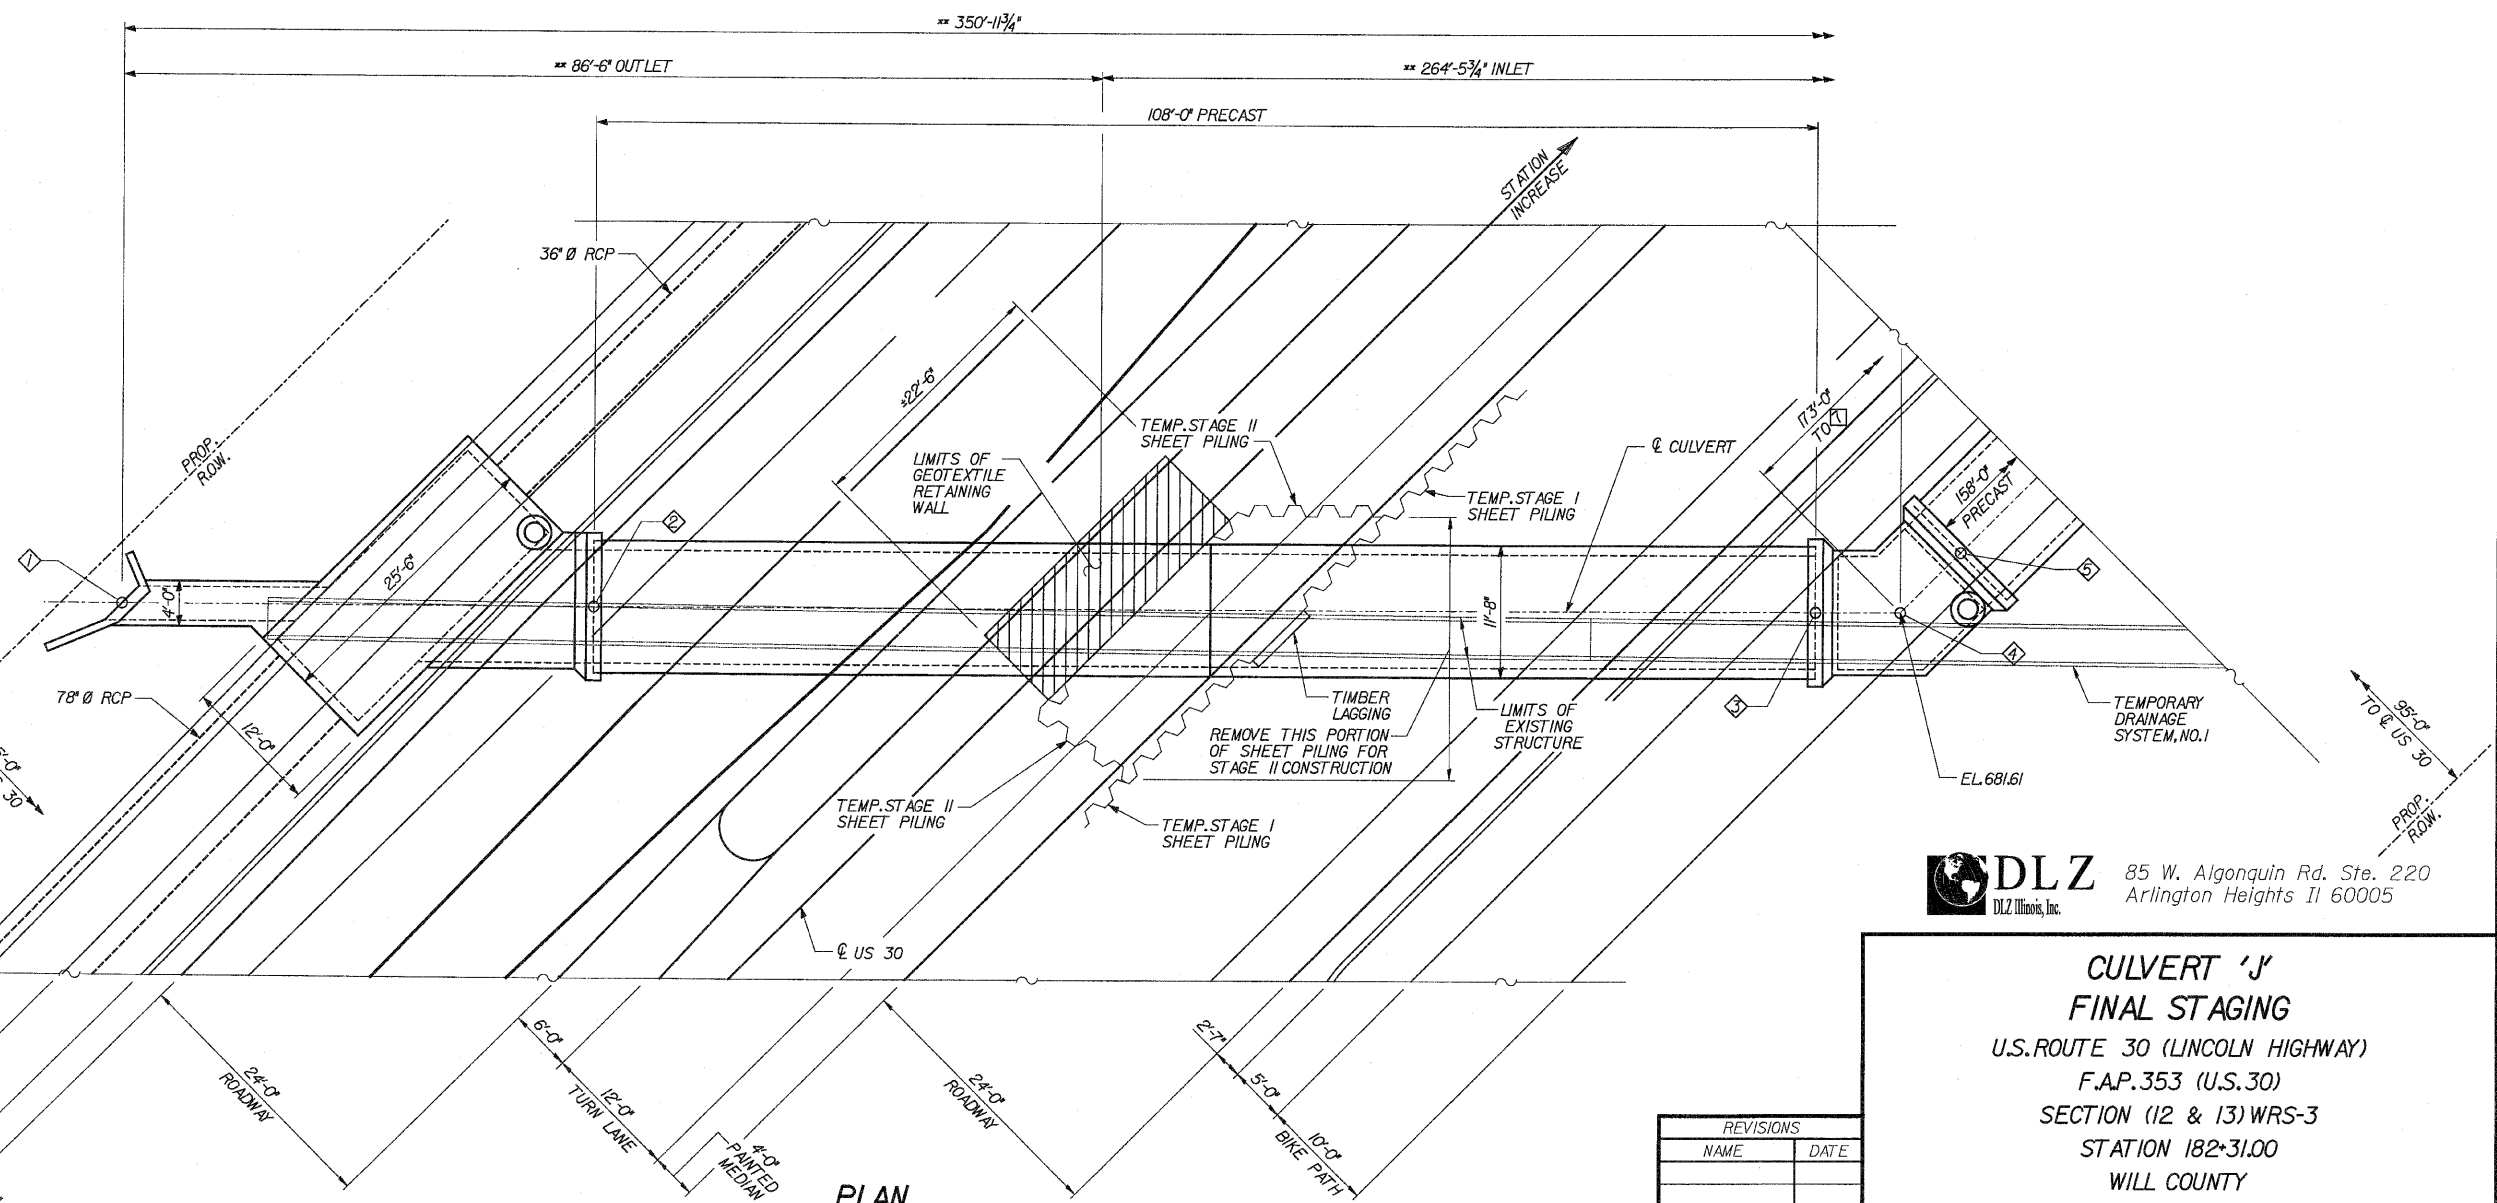 ** 350'-11¾"
** 86'-6" OUTLET
** 264'-5¾" INLET
108'-0" PRECAST
STATION
INCREASE
36" Ø RCP
±22'-6"
PROP.
R.O.W.
TEMP. STAGE II
SHEET PILING
LIMITS OF
GEOTEXTILE
RETAINING
WALL
TEMP. STAGE I
SHEET PILING
℄ CULVERT
173'-0"
TO 7
158'-0"
PRECAST
1
2
25'-6"
4'-0"
11'-8"
5
4
3
78" Ø RCP
12'-0"
TIMBER
LAGGING
LIMITS OF
EXISTING
STRUCTURE
REMOVE THIS PORTION
OF SHEET PILING FOR
STAGE II CONSTRUCTION
TEMPORARY
DRAINAGE
SYSTEM, NO.1
EL. 681.61
95'-0"
TO ℄ US 30
PROP.
R.O.W.
30
TEMP. STAGE II
SHEET PILING
TEMP. STAGE I
SHEET PILING
℄ US 30
DLZ
DLZ Illinois, Inc.
85 W. Algonquin Rd. Ste. 220
Arlington Heights Il 60005
24'-0"
ROADWAY
6'-0"
12'-0"
TURN LANE
4'-0"
PAINTED
MEDIAN
24'-0"
ROADWAY
2'-7"
5'-0"
10'-0"
BIKE PATH
PLAN
REVISIONS
NAME DATE
CULVERT 'J'
FINAL STAGING
U.S. ROUTE 30 (LINCOLN HIGHWAY)
F.A.P. 353 (U.S. 30)
SECTION (12 & 13) WRS-3
STATION 182+31.00
WILL COUNTY